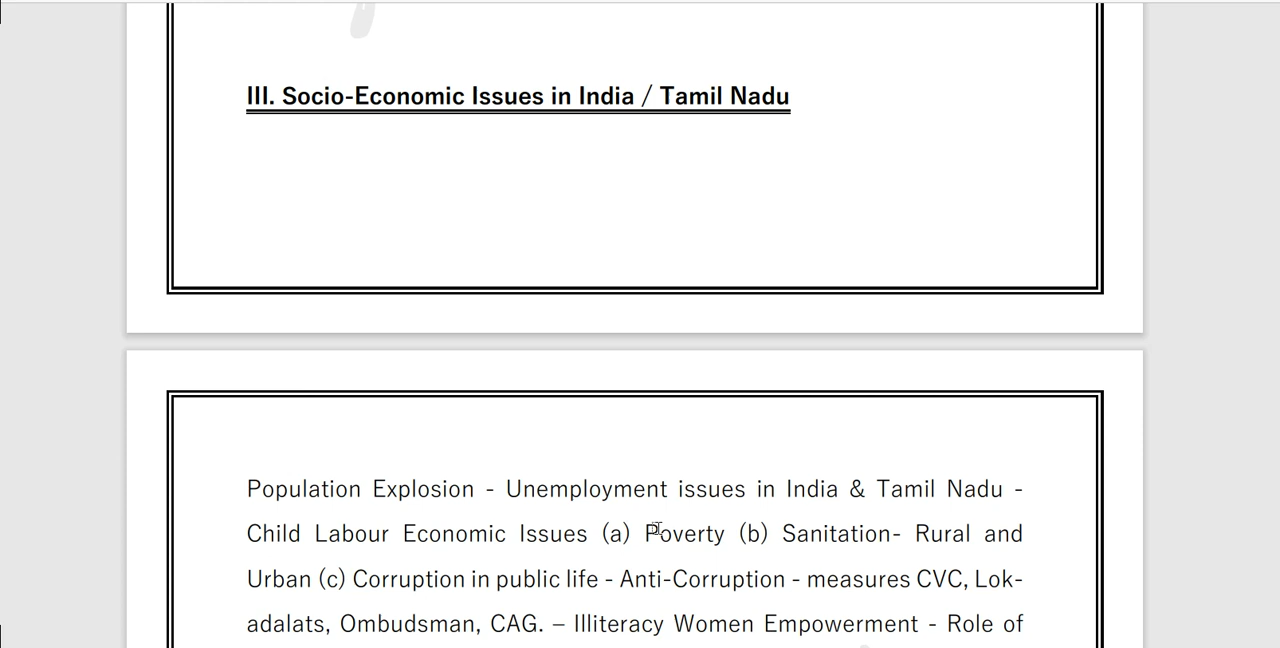 III. Socio-Economic Issues in India / Tamil Nadu
Population Explosion - Unemployment issues in India & Tamil Nadu -
Child Labour Economic Issues (a) Poverty (b) Sanitation- Rural and
Urban (c) Corruption in public life - Anti-Corruption - measures CVC, Lok-
adalats, Ombudsman, CAG. – Illiteracy Women Empowerment - Role of